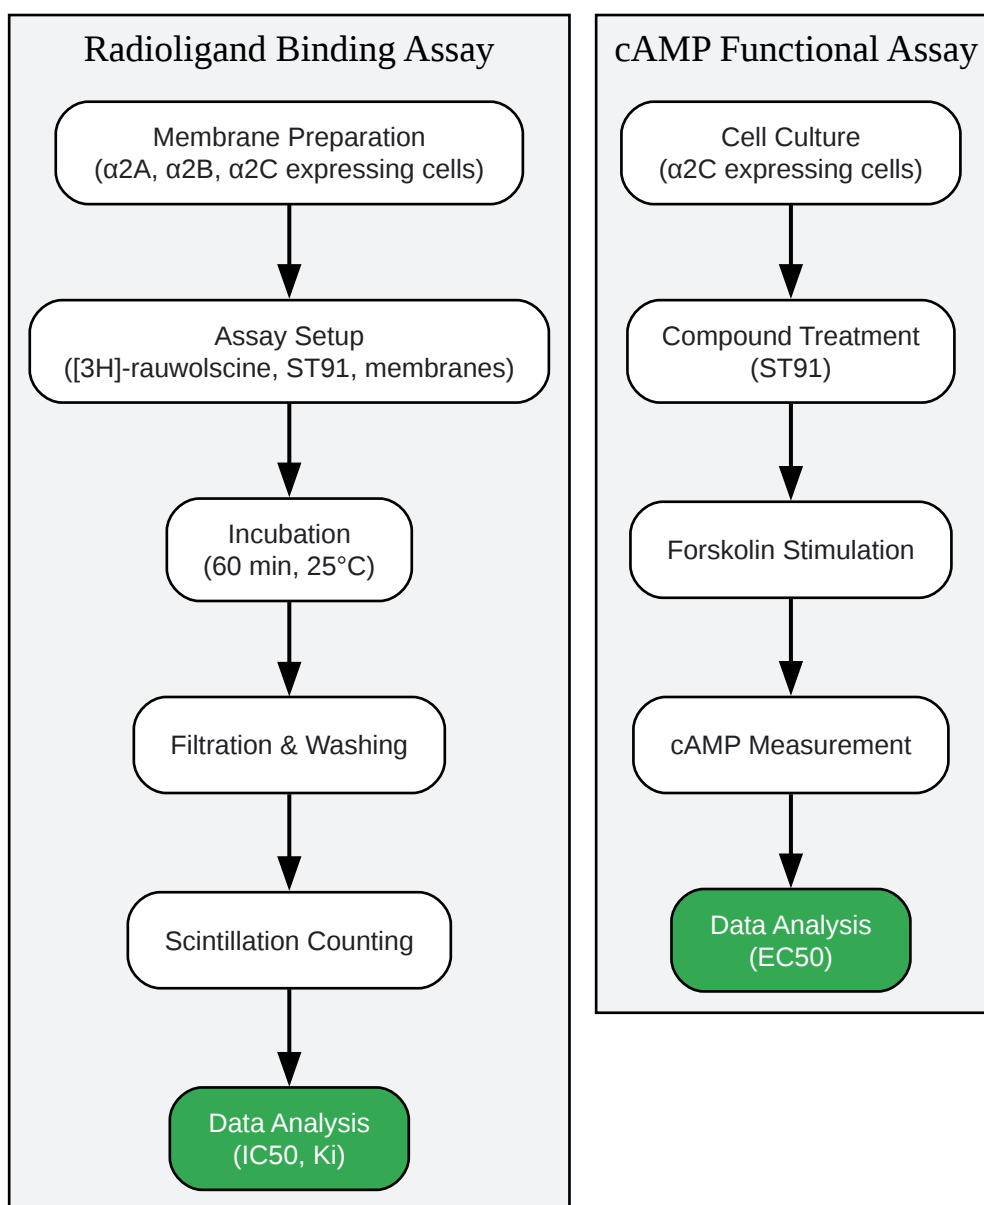 Radioligand Binding Assay
Membrane Preparation
(α2A, α2B, α2C expressing cells)
Assay Setup
([3H]-rauwolscine, ST91, membranes)
Incubation
(60 min, 25°C)
Filtration & Washing
Scintillation Counting
Data Analysis
(IC50, Ki)
cAMP Functional Assay
Cell Culture
(α2C expressing cells)
Compound Treatment
(ST91)
Forskolin Stimulation
cAMP Measurement
Data Analysis
(EC50)